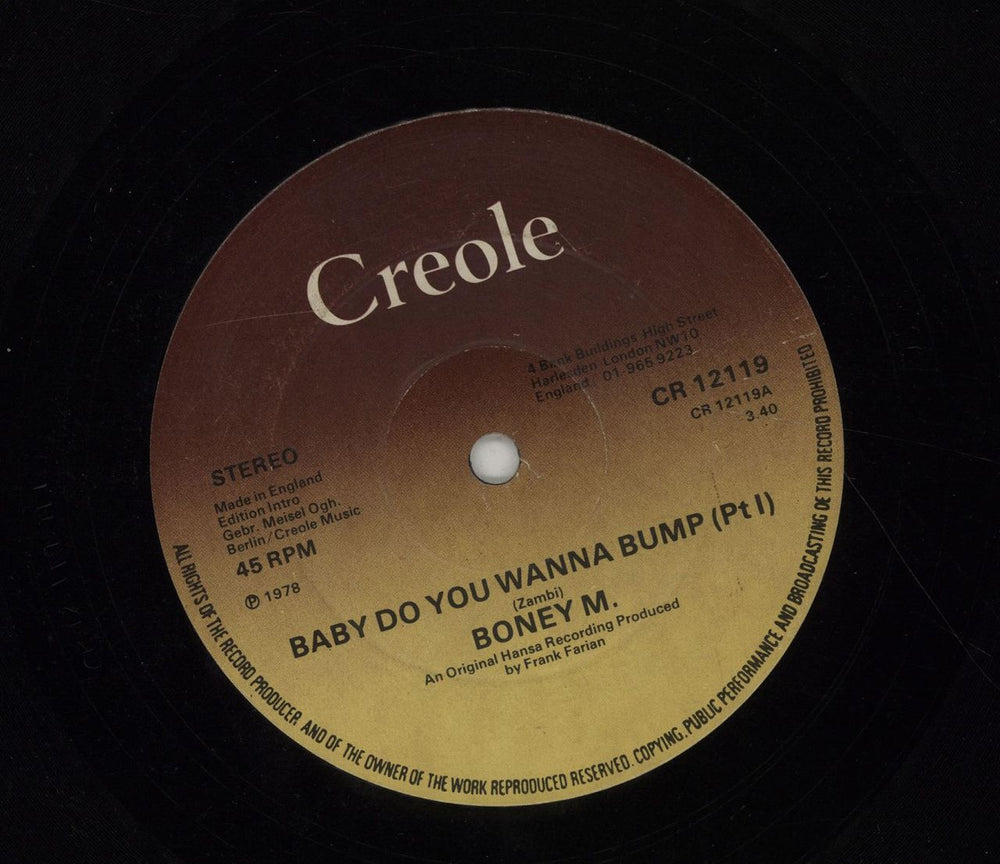 Creole
4 Bank Buildings High Street
Harlesden London NW10
England 01-965 9223
CR 12119
CR 12119A
3.40
STEREO
Made in England
Edition Intro
Gebr. Meisel Ogh.
Berlin/Creole Music
45 RPM
℗ 1978
BABY DO YOU WANNA BUMP (Pt I)
(Zambi)
BONEY M.
An Original Hansa Recording Produced
by Frank Farian
ALL RIGHTS OF THE RECORD PRODUCER AND OF THE OWNER OF THE WORK REPRODUCED RESERVED. COPYING, PUBLIC PERFORMANCE AND BROADCASTING OF THIS RECORD PROHIBITED